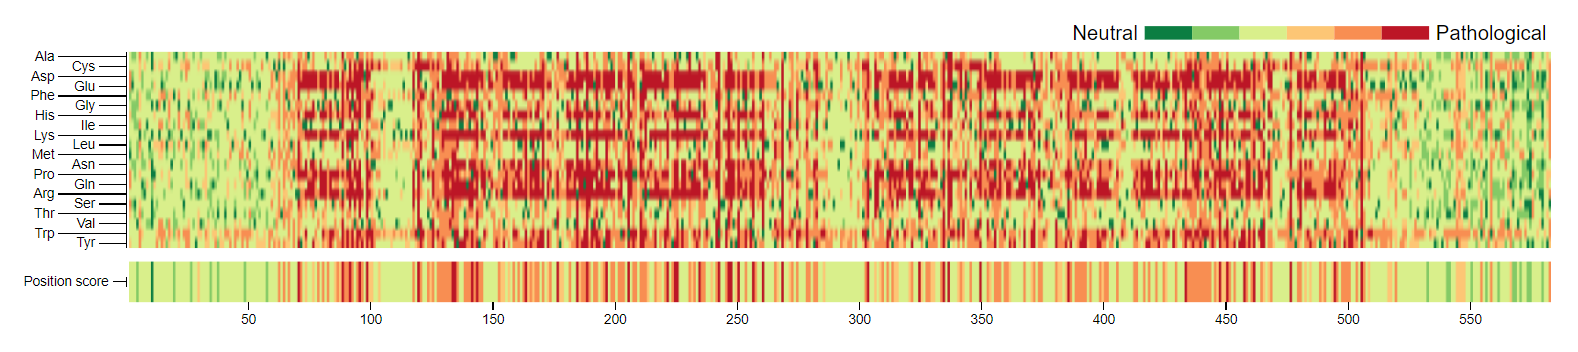 Neutral Pathological
Ala
Cys
Asp
Glu
Phe
Gly
His
Ile
Lys
Leu
Met
Asn
Pro
Gln
Arg
Ser
Thr
Val
Trp
Tyr
Position score
50 100 150 200 250 300 350 400 450 500 550